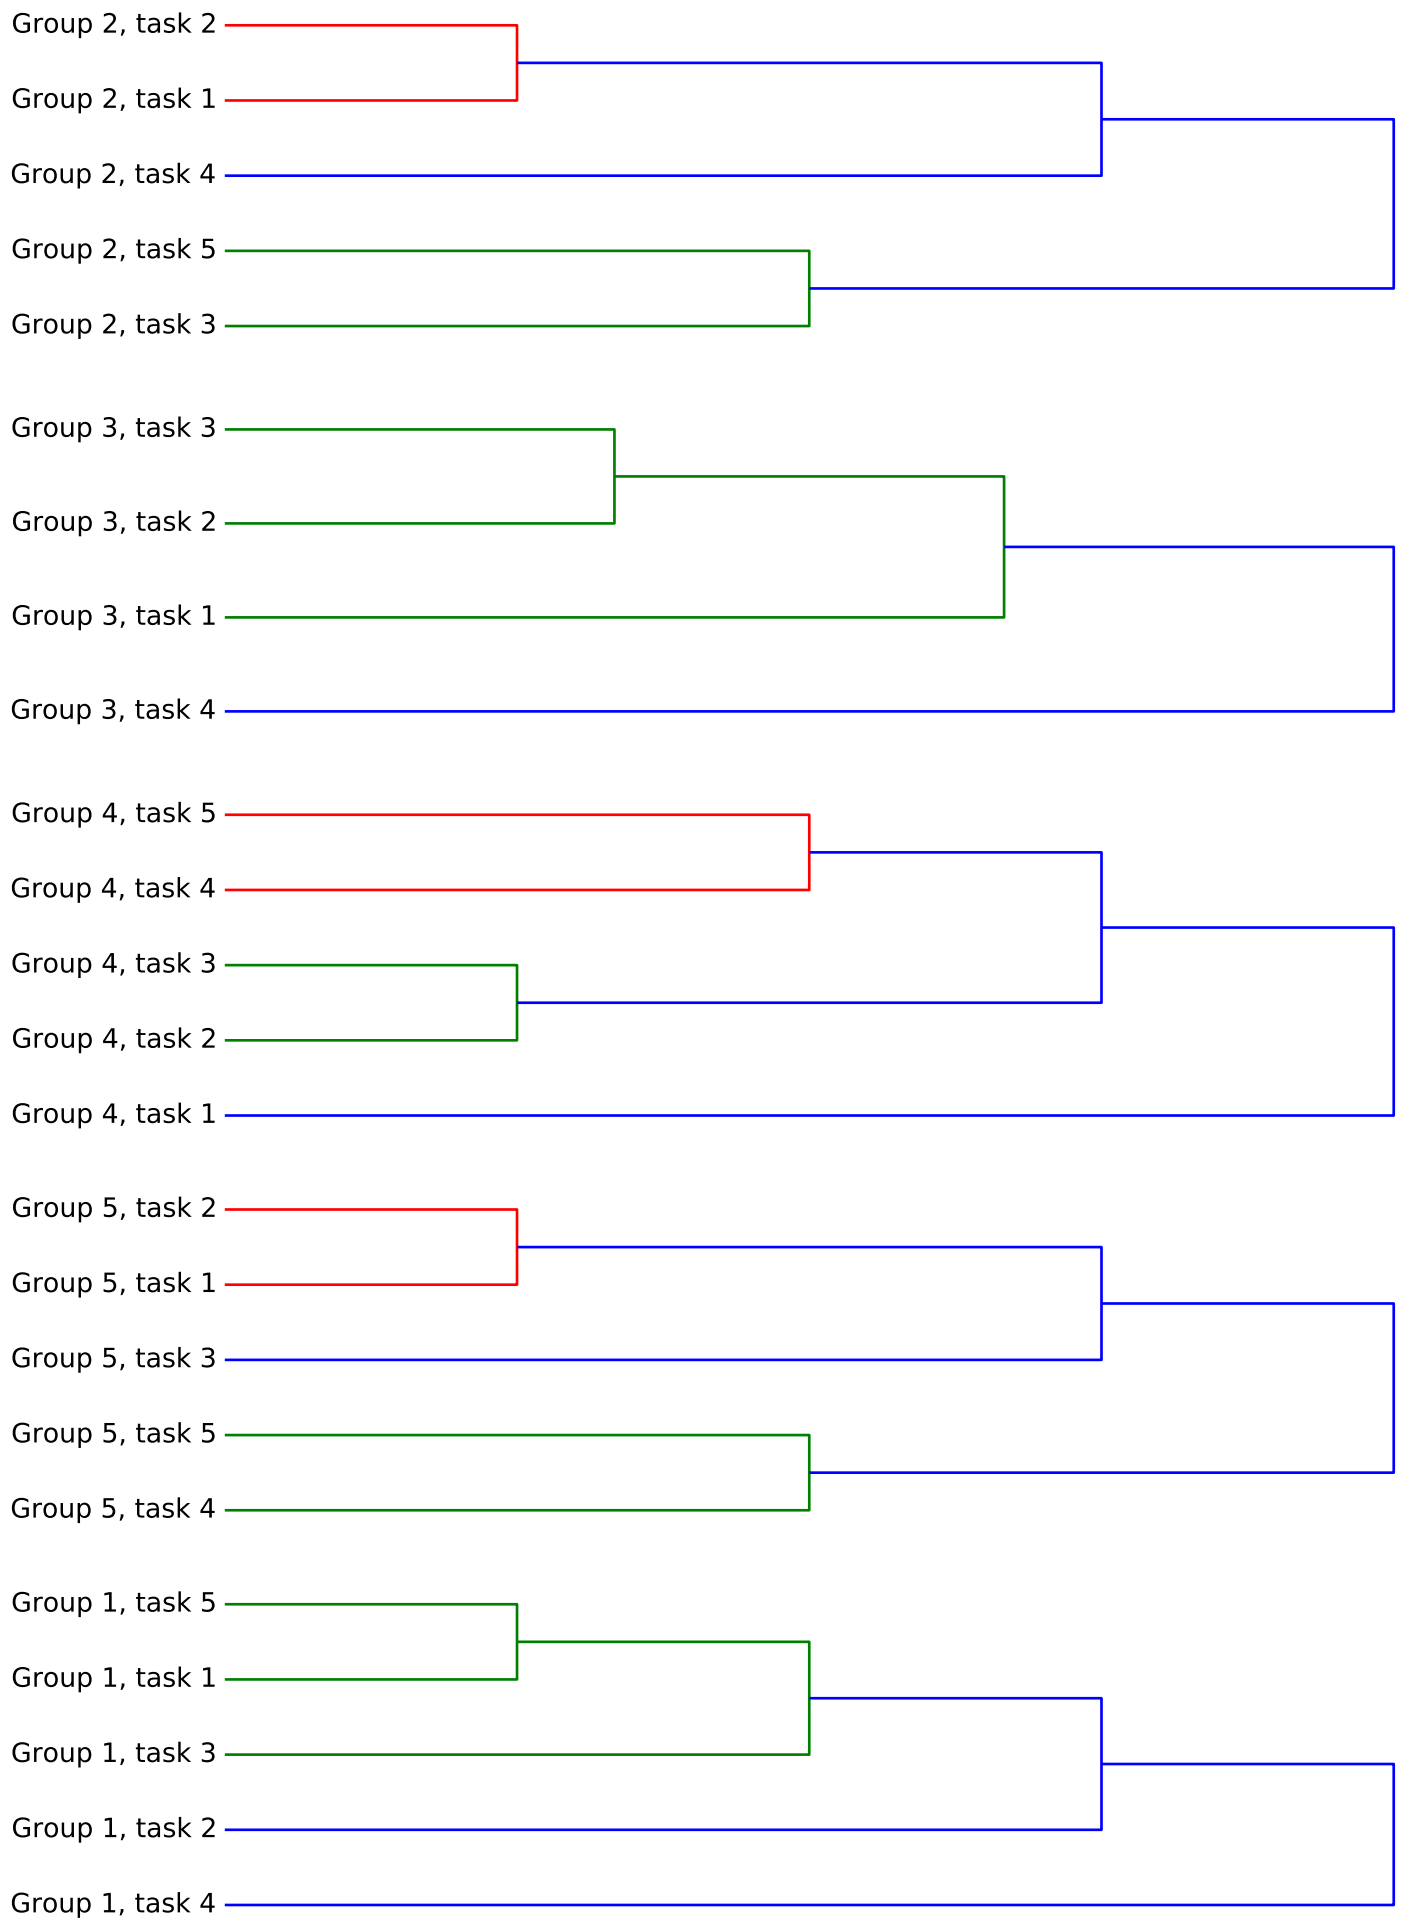 Group 2, task 2
Group 2, task 1
Group 2, task 4
Group 2, task 5
Group 2, task 3
Group 3, task 3
Group 3, task 2
Group 3, task 1
Group 3, task 4
Group 4, task 5
Group 4, task 4
Group 4, task 3
Group 4, task 2
Group 4, task 1
Group 5, task 2
Group 5, task 1
Group 5, task 3
Group 5, task 5
Group 5, task 4
Group 1, task 5
Group 1, task 1
Group 1, task 3
Group 1, task 2
Group 1, task 4